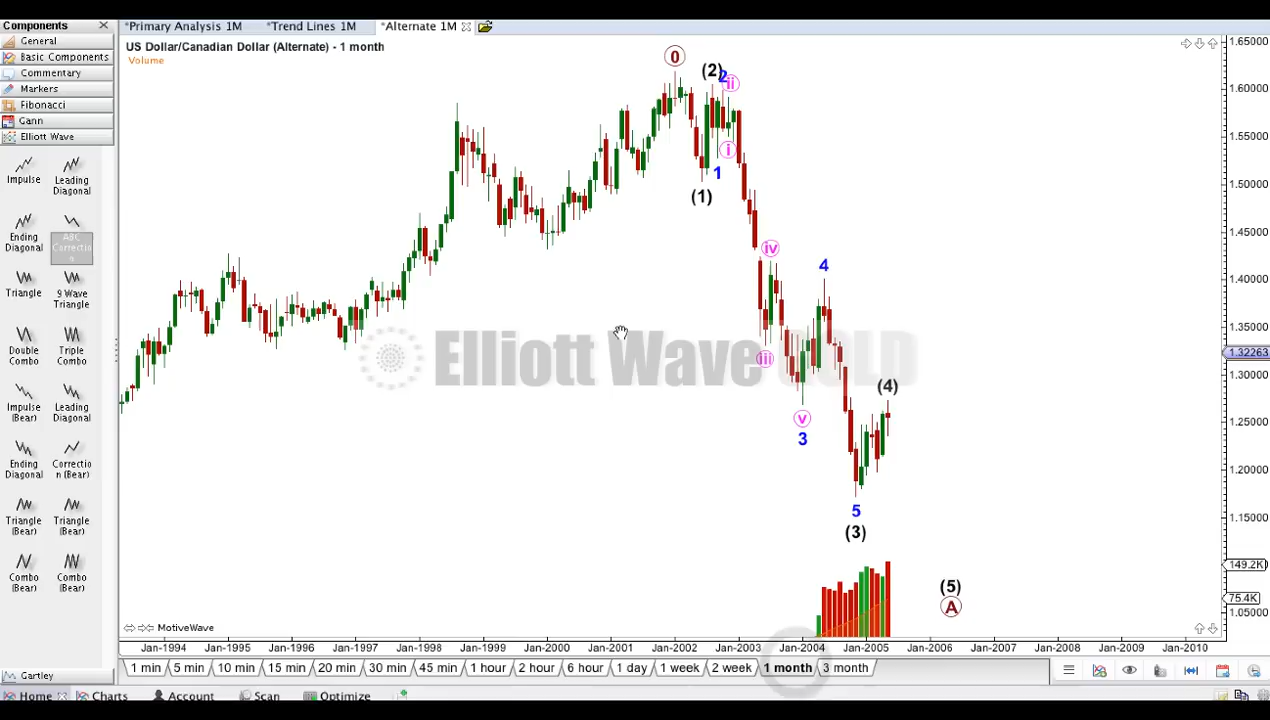 Components
*Primary Analysis 1M
*Trend Lines 1M
*Alternate 1M
General
Basic Components
Commentary
Markers
Fibonacci
Gann
Elliott Wave
Impulse
Leading
Diagonal
Ending
Diagonal
ABC
Correctio
n
Triangle
9 Wave
Triangle
Double
Combo
Triple
Combo
Impulse
(Bear)
Leading
Diagonal
Ending
Diagonal
Correctio
n (Bear)
Triangle
(Bear)
Triangle
(Bear)
Combo
(Bear)
Combo
(Bear)
Gartley
US Dollar/Canadian Dollar (Alternate) - 1 month
Volume
0
(2)
2
ii
i
1
(1)
iv
4
iii
Elliott Wave GOLD
(4)
v
3
5
(3)
(5)
A
1.65000
1.60000
1.55000
1.50000
1.45000
1.40000
1.35000
1.32263
1.30000
1.25000
1.20000
1.15000
149.2K
75.4K
1.05000
MotiveWave
Jan-1994 Jan-1995 Jan-1996 Jan-1997 Jan-1998 Jan-1999 Jan-2000 Jan-2001 Jan-2002 Jan-2003 Jan-2004 Jan-2005 Jan-2006 Jan-2007 Jan-2008 Jan-2009 Jan-2010
1 min 5 min 10 min 15 min 20 min 30 min 45 min 1 hour 2 hour 6 hour 1 day 1 week 2 week 1 month 3 month
Home Charts Account Scan Optimize